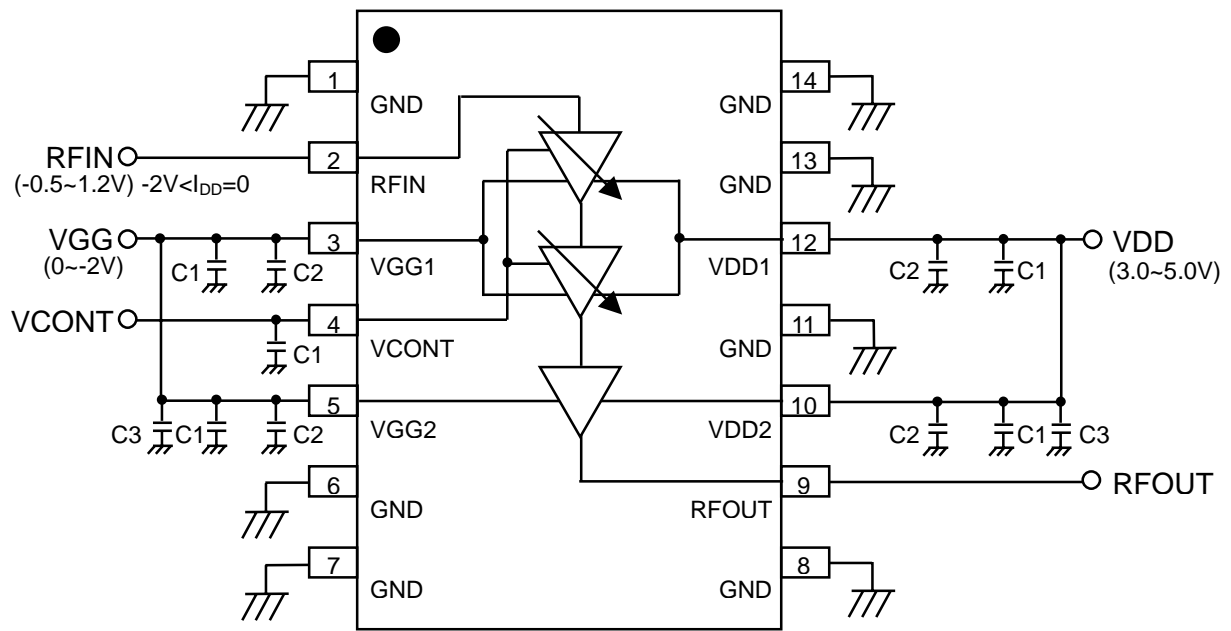 1
GND
14
GND
RFIN
(-0.5~1.2V) -2V<I_DD=0
2
RFIN
13
GND
VGG
(0~-2V)
3
VGG1
C1
C2
12
VDD1
C2
C1
VDD
(3.0~5.0V)
VCONT
4
VCONT
C1
11
GND
5
VGG2
C3
C1
C2
10
VDD2
C2
C1
C3
6
GND
9
RFOUT
RFOUT
7
GND
8
GND